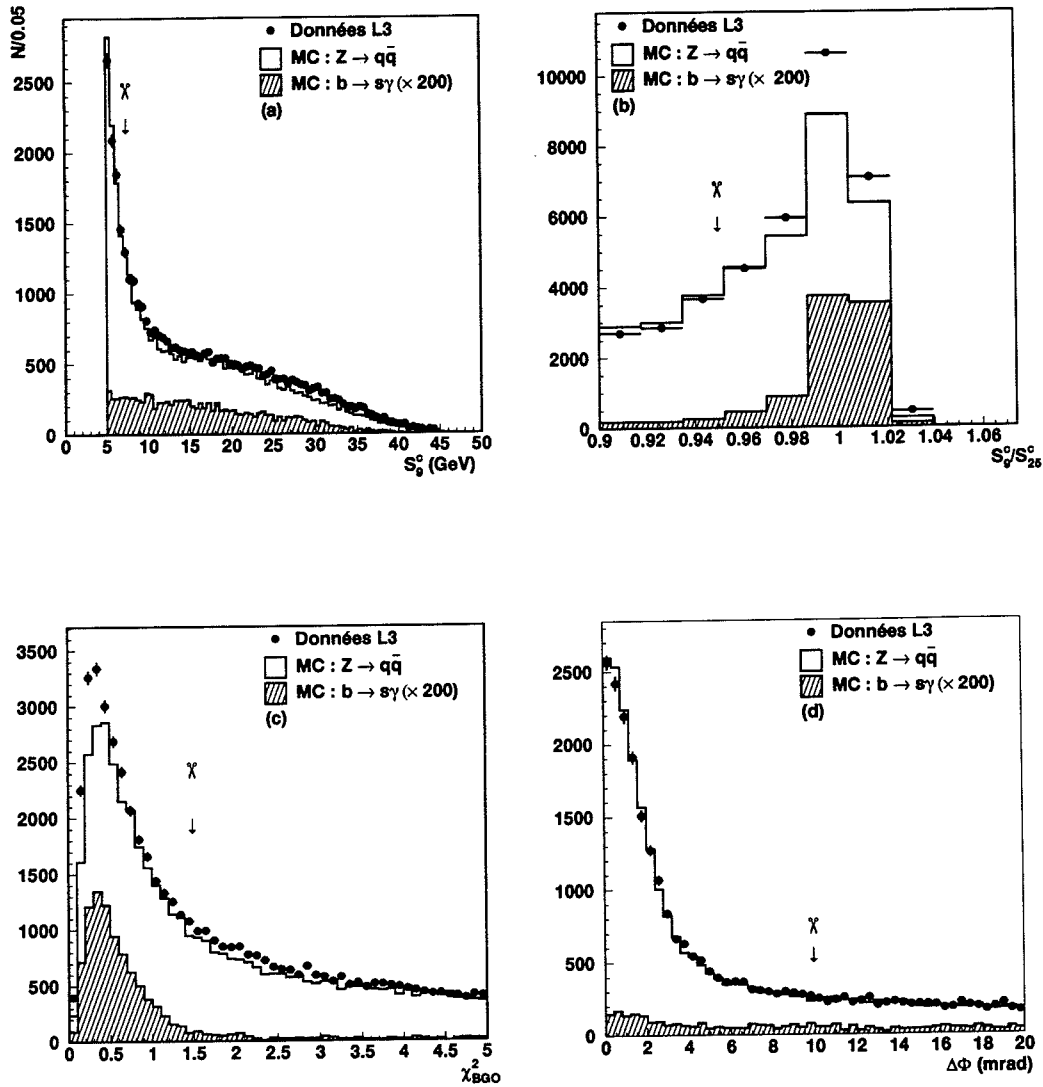 N/0.05
Données L3
MC : Z → qq̄
MC : b → sγ (× 200)
(a)
2500
2000
1500
1000
500
0
0 5 10 15 20 25 30 35 40 45 50
S₉ᶜ (GeV)
Données L3
MC : Z → qq̄
MC : b → sγ (× 200)
(b)
10000
8000
6000
4000
2000
0
0.9 0.92 0.94 0.96 0.98 1 1.02 1.04 1.06
S₉ᶜ/S₂₅ᶜ
Données L3
MC : Z → qq̄
MC : b → sγ (× 200)
(c)
3500
3000
2500
2000
1500
1000
500
0
0 0.5 1 1.5 2 2.5 3 3.5 4 4.5 5
χ²BGO
Données L3
MC : Z → qq̄
MC : b → sγ (× 200)
(d)
2500
2000
1500
1000
500
0
0 2 4 6 8 10 12 14 16 18 20
ΔΦ (mrad)